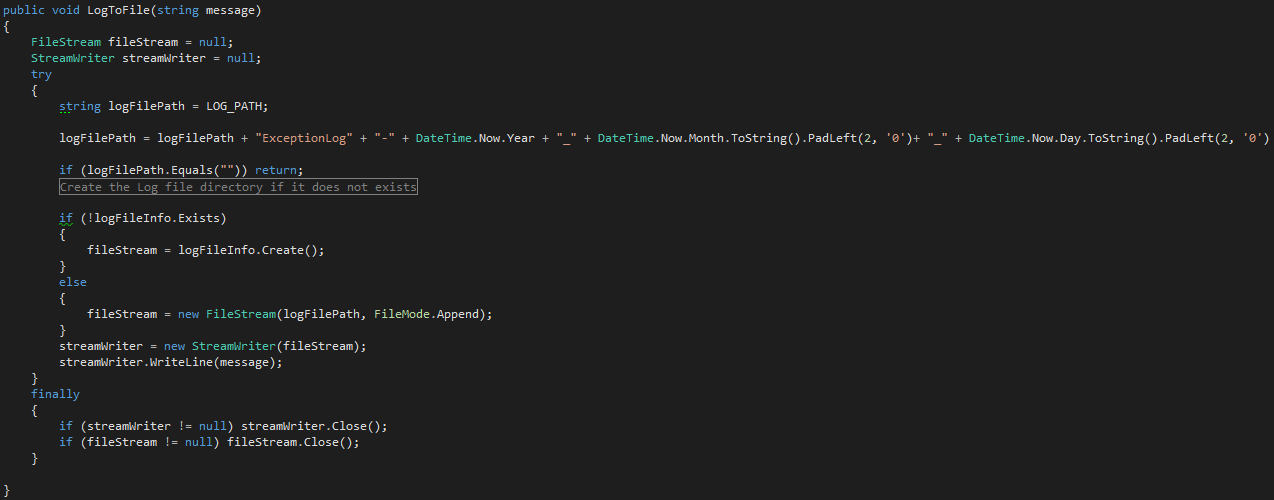 public void LogToFile(string message)
{
    FileStream fileStream = null;
    StreamWriter streamWriter = null;
    try
    {
        string logFilePath = LOG_PATH;

        logFilePath = logFilePath + "ExceptionLog" + "-" + DateTime.Now.Year + "_" + DateTime.Now.Month.ToString().PadLeft(2, '0')+ "_" + DateTime.Now.Day.ToString().PadLeft(2, '0')

        if (logFilePath.Equals("")) return;
        Create the Log file directory if it does not exists

        if (!logFileInfo.Exists)
        {
            fileStream = logFileInfo.Create();
        }
        else
        {
            fileStream = new FileStream(logFilePath, FileMode.Append);
        }
        streamWriter = new StreamWriter(fileStream);
        streamWriter.WriteLine(message);
    }
    finally
    {
        if (streamWriter != null) streamWriter.Close();
        if (fileStream != null) fileStream.Close();
    }

}